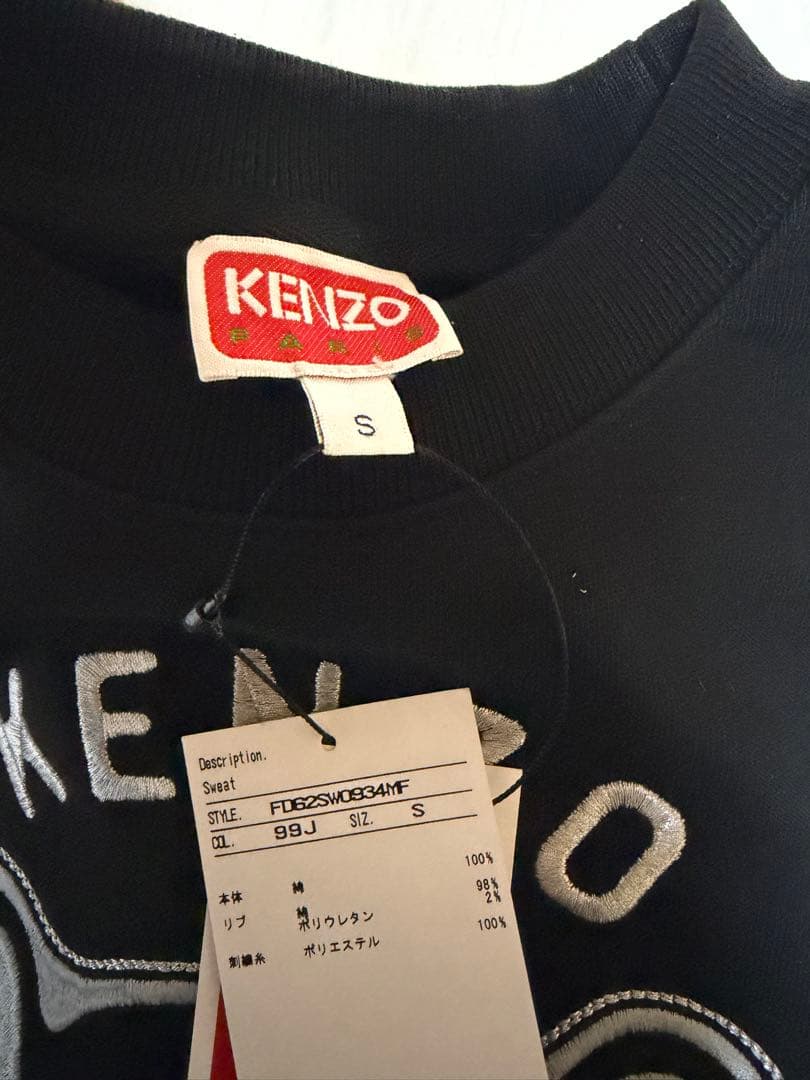 KENZO
PARIS
S
KEN O
Description.
Sweat
STYLE. FD62SW0934MF
COL. 99J SIZ. S
100%
本体 綿
98%
リブ 綿 2%
ポリウレタン
100%
刺繍糸 ポリエステル